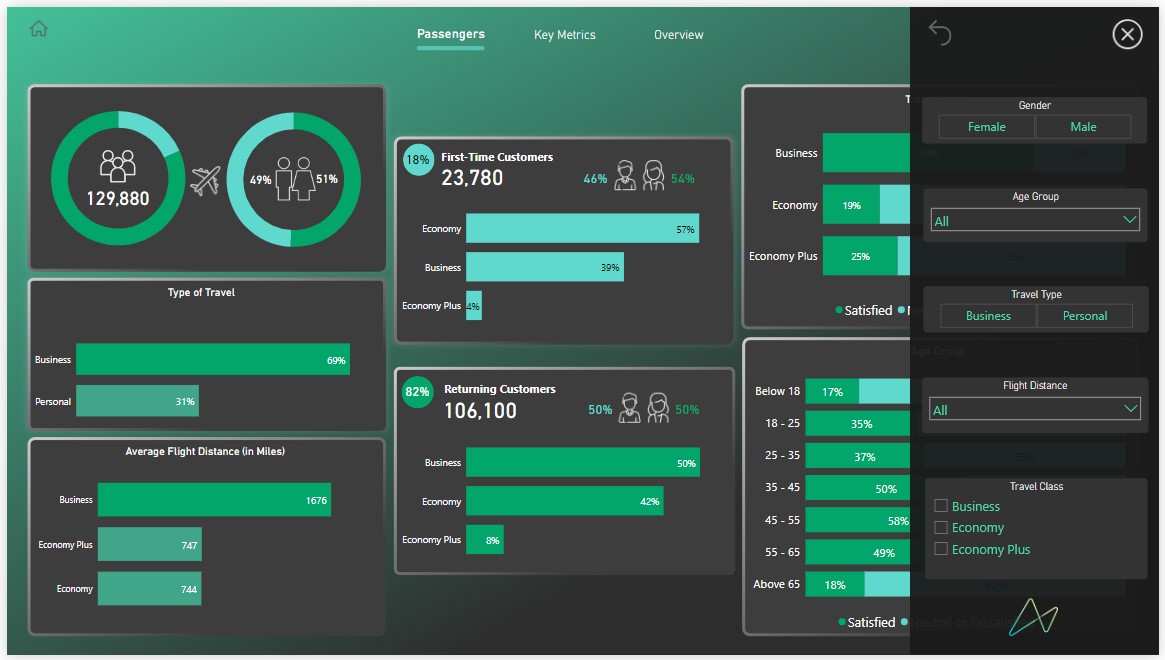 Passengers
Key Metrics
Overview
129,880
49%
51%
Type of Travel
Business
69%
Personal
31%
Average Flight Distance (in Miles)
Business
1676
Economy Plus
747
Economy
744
18%
First-Time Customers
23,780
46%
54%
Economy
57%
Business
39%
Economy Plus
4%
82%
Returning Customers
106,100
50%
50%
Business
50%
Economy
42%
Economy Plus
8%
Business
Economy
19%
Economy Plus
25%
Satisfied
Age Group
Below 18
17%
18 - 25
35%
25 - 35
37%
35 - 45
50%
45 - 55
58%
55 - 65
49%
Above 65
18%
Satisfied
Neutral or
Gender
Female
Male
Age Group
All
Travel Type
Business
Personal
Flight Distance
All
Travel Class
Business
Economy
Economy Plus